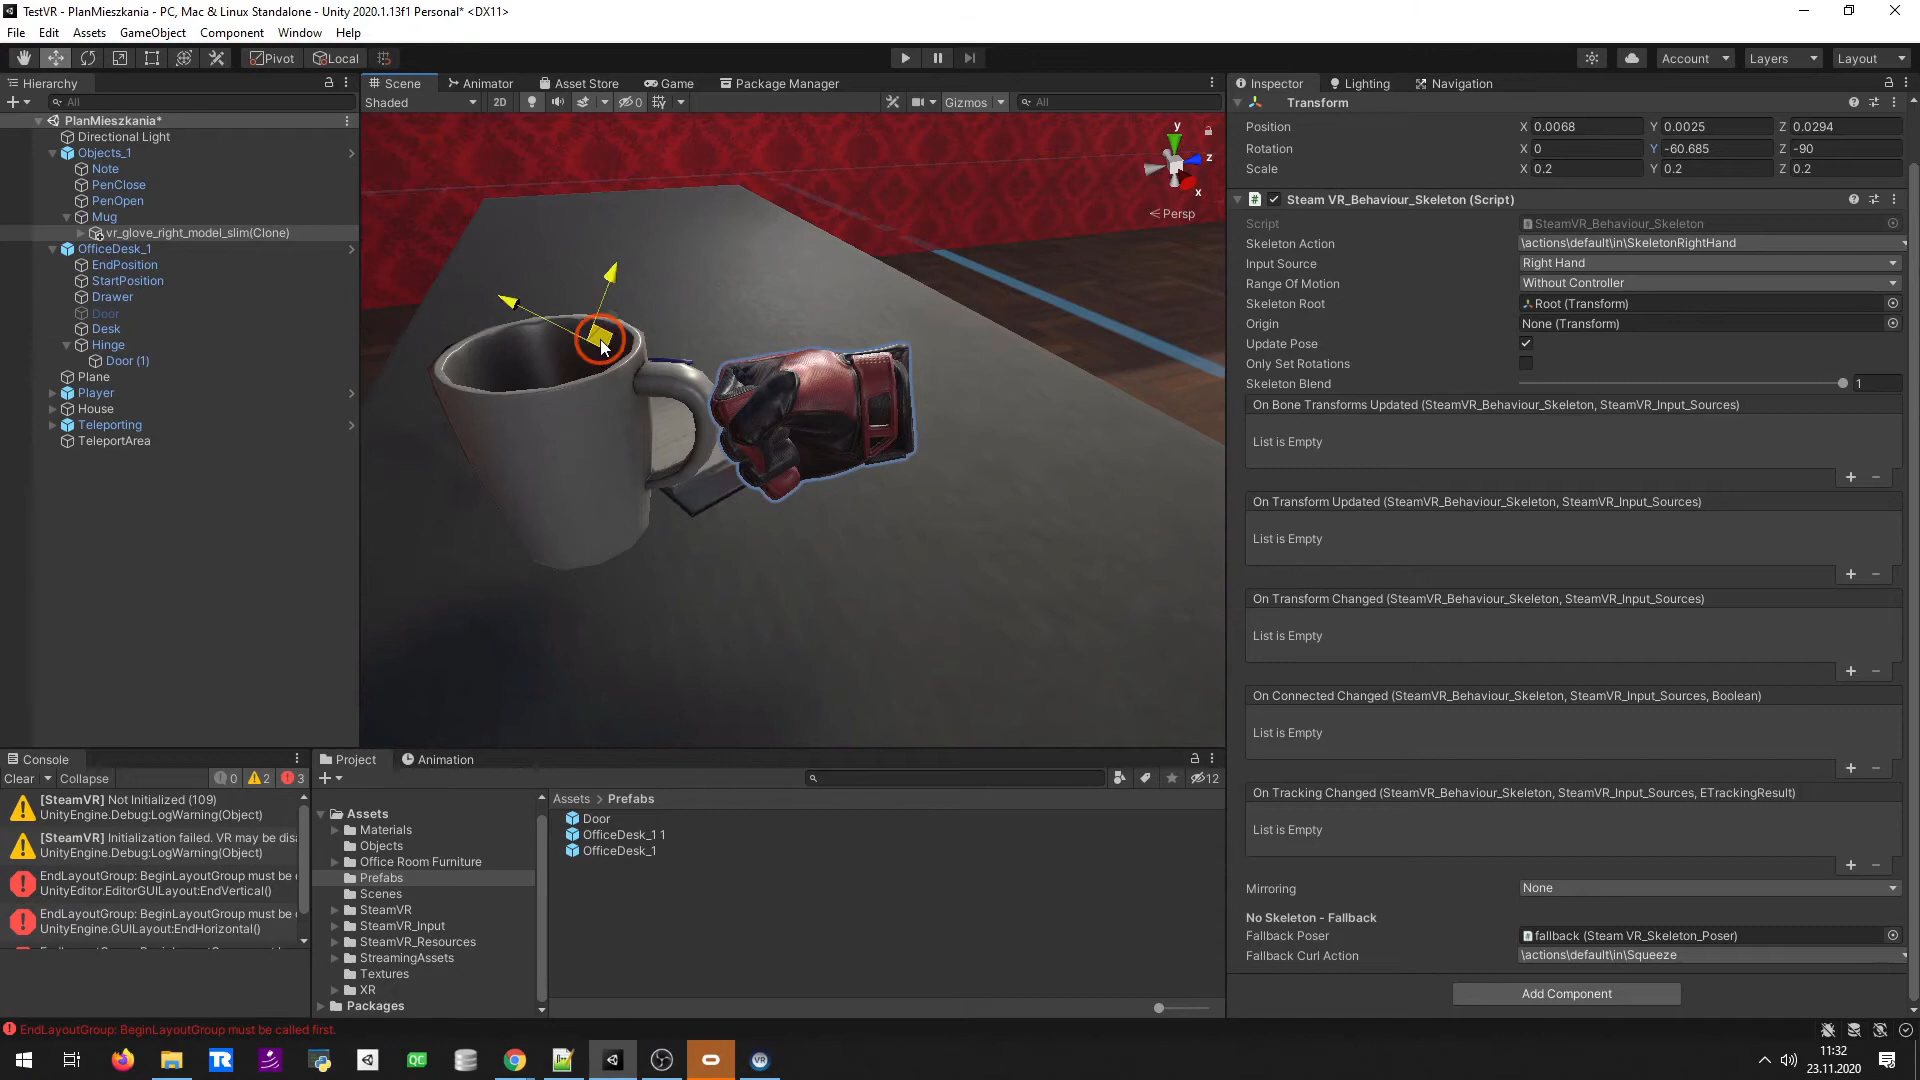 TestVR - PlanMieszkania - PC, Mac & Linux Standalone - Unity 2020.1.13f1 Personal* <DX11>
File Edit Assets GameObject Component Window Help
Pivot Local Account Layers Layout
Hierarchy
All
PlanMieszkania*
Directional Light
Objects_1
Note
PenClose
PenOpen
Mug
vr_glove_right_model_slim(Clone)
OfficeDesk_1
EndPosition
StartPosition
Drawer
Door
Desk
Hinge
Door (1)
Plane
Player
House
Teleporting
TeleportArea
Scene Animator Asset Store Game Package Manager
Shaded 2D 0 Gizmos All
y
z
x
Persp
Inspector Lighting Navigation
Transform
Position X 0.0068 Y 0.0025 Z 0.0294
Rotation X 0 Y -60.685 Z -90
Scale X 0.2 Y 0.2 Z 0.2
# Steam VR_Behaviour_Skeleton (Script)
Script SteamVR_Behaviour_Skeleton
Skeleton Action \actions\default\in\SkeletonRightHand
Input Source Right Hand
Range Of Motion Without Controller
Skeleton Root Root (Transform)
Origin None (Transform)
Update Pose
Only Set Rotations
Skeleton Blend 1
On Bone Transforms Updated (SteamVR_Behaviour_Skeleton, SteamVR_Input_Sources)
List is Empty
+ -
On Transform Updated (SteamVR_Behaviour_Skeleton, SteamVR_Input_Sources)
List is Empty
+ -
On Transform Changed (SteamVR_Behaviour_Skeleton, SteamVR_Input_Sources)
List is Empty
+ -
On Connected Changed (SteamVR_Behaviour_Skeleton, SteamVR_Input_Sources, Boolean)
List is Empty
+ -
On Tracking Changed (SteamVR_Behaviour_Skeleton, SteamVR_Input_Sources, ETrackingResult)
List is Empty
+ -
Mirroring None
No Skeleton - Fallback
Fallback Poser fallback (Steam VR_Skeleton_Poser)
Fallback Curl Action \actions\default\in\Squeeze
Add Component
Console
Clear Collapse 0 2 3
[SteamVR] Not Initialized (109)
UnityEngine.Debug:LogWarning(Object)
[SteamVR] Initialization failed. VR may be disa
UnityEngine.Debug:LogWarning(Object)
EndLayoutGroup: BeginLayoutGroup must be c
UnityEditor.EditorGUILayout:EndVertical()
EndLayoutGroup: BeginLayoutGroup must be c
UnityEngine.GUILayout:EndHorizontal()
Project Animation
12
Assets
Materials
Objects
Office Room Furniture
Prefabs
Scenes
SteamVR
SteamVR_Input
SteamVR_Resources
StreamingAssets
Textures
XR
Packages
Assets > Prefabs
Door
OfficeDesk_1 1
OfficeDesk_1
EndLayoutGroup: BeginLayoutGroup must be called first.
TR QC VR
11:32
23.11.2020